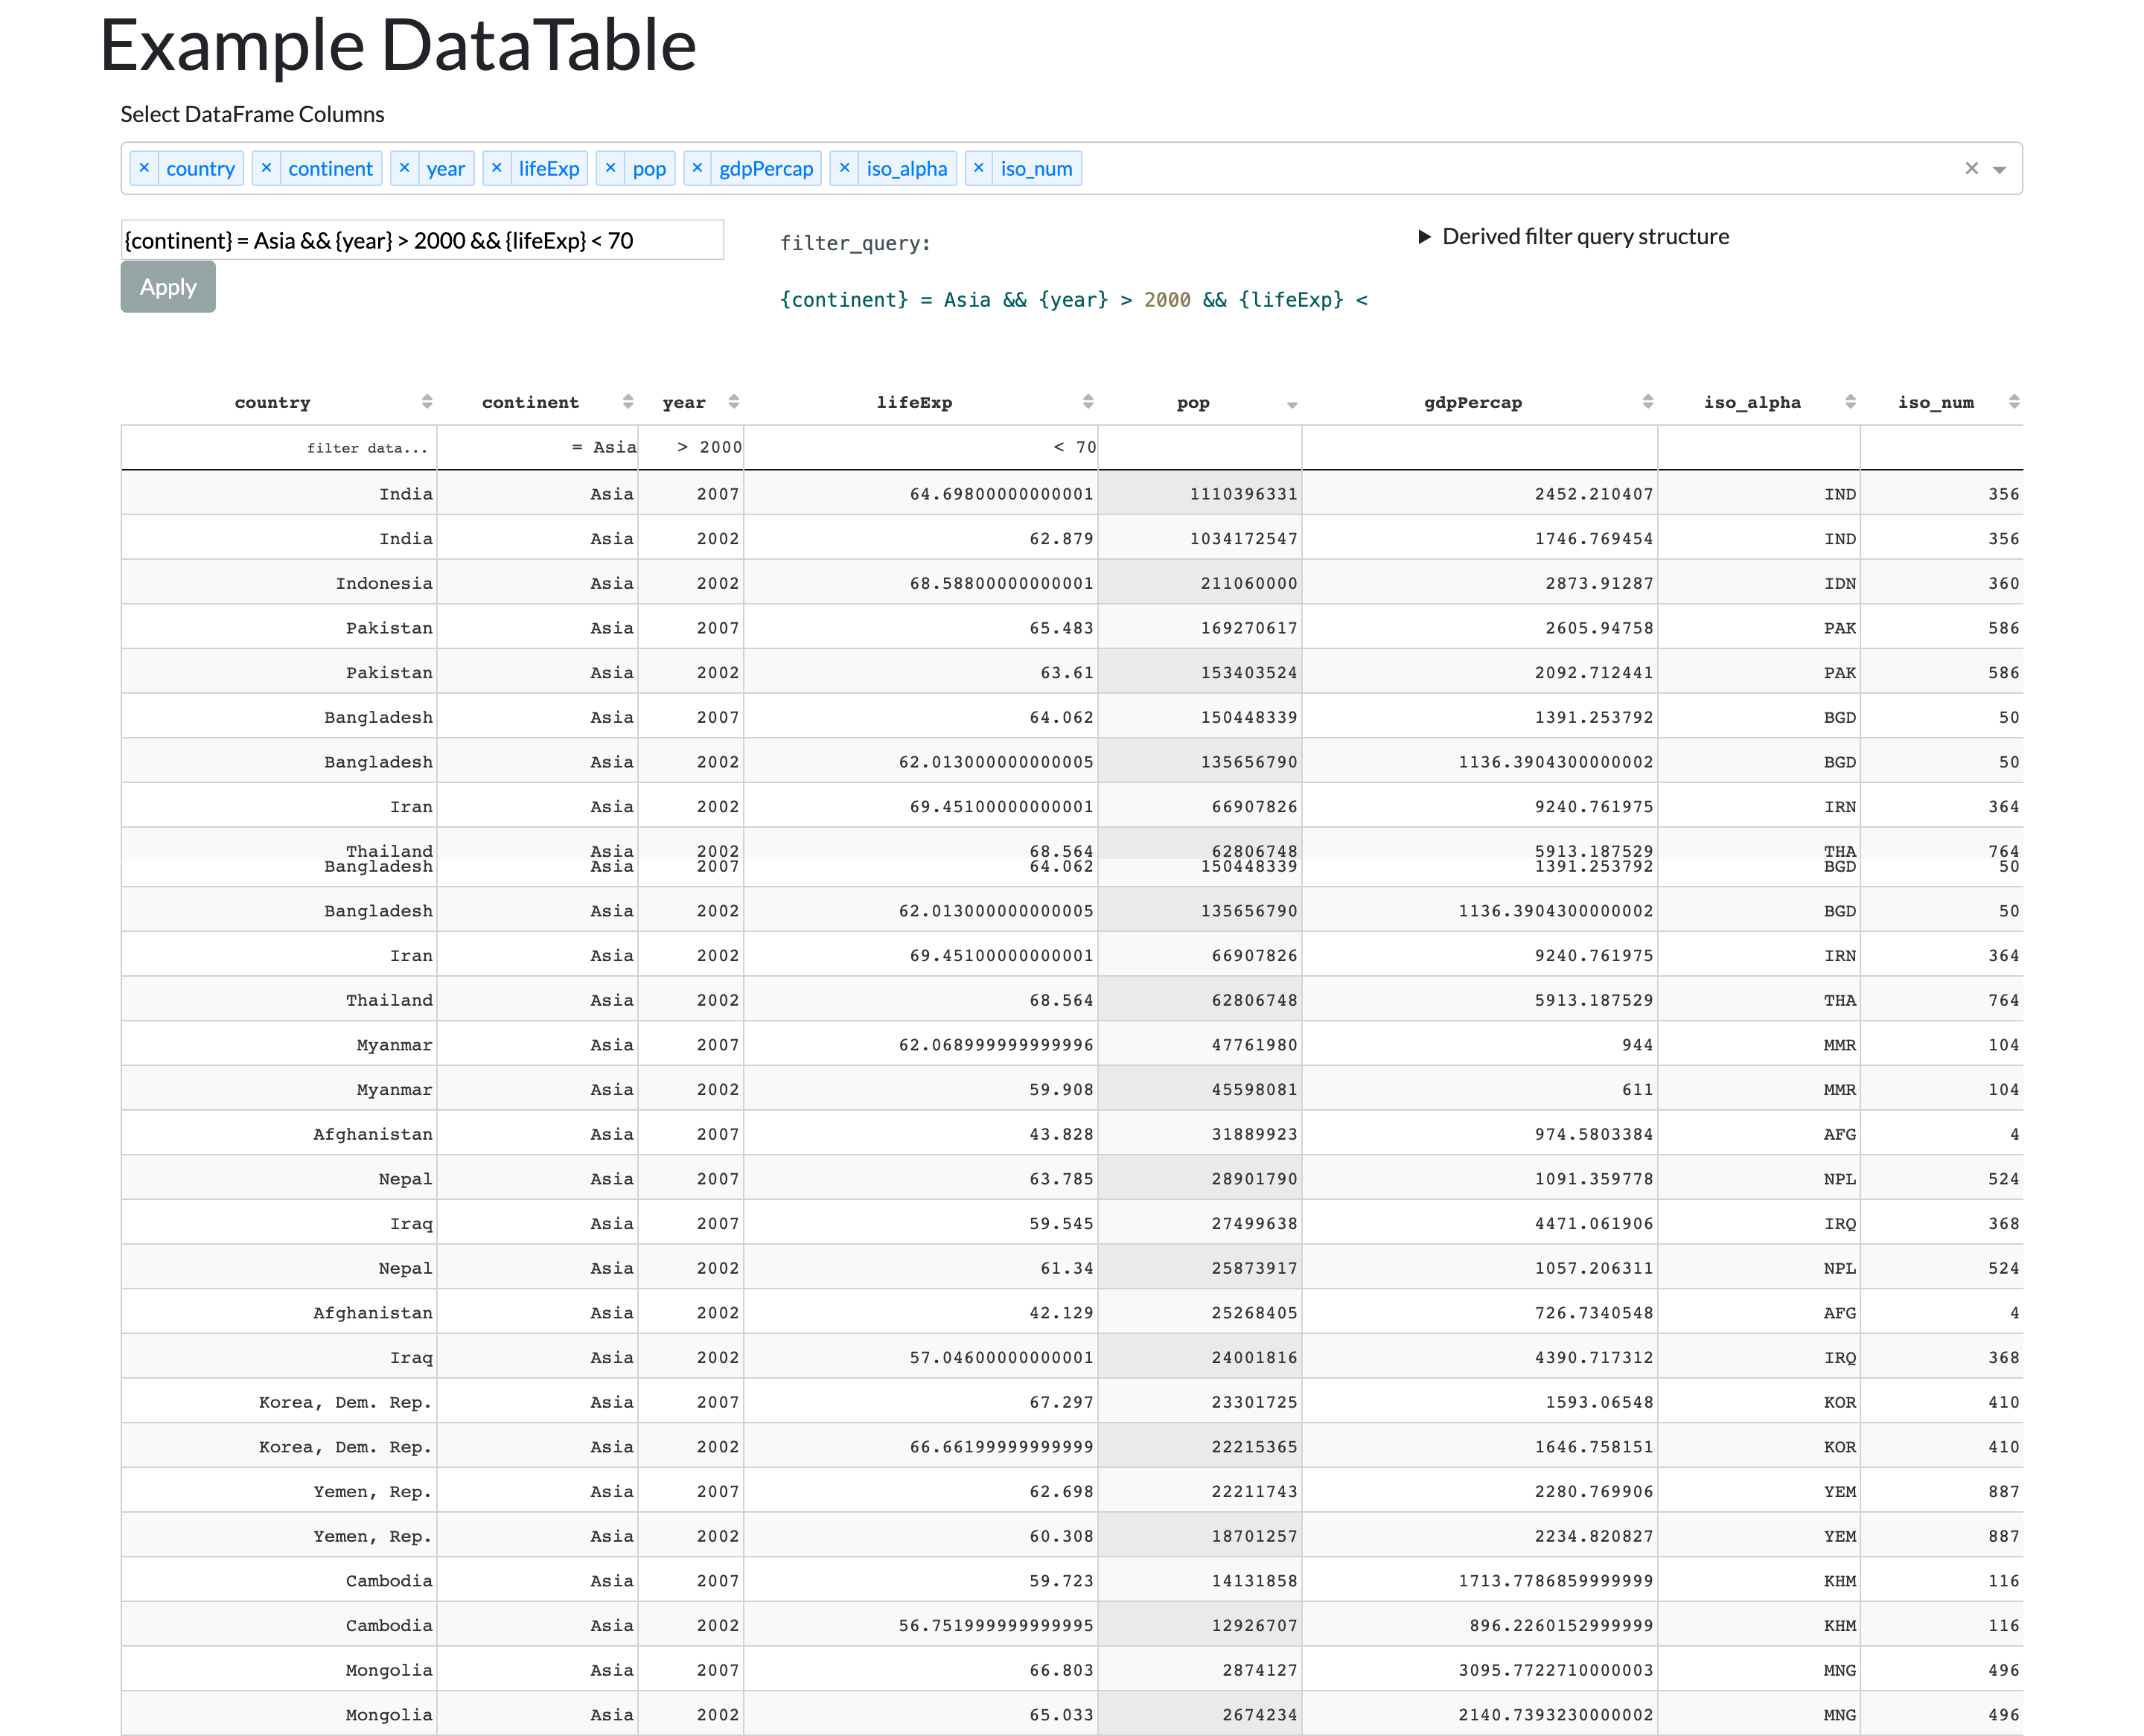 Example DataTable
Select DataFrame Columns
× country × continent × year × lifeExp × pop × gdpPercap × iso_alpha × iso_num ×
{continent} = Asia && {year} > 2000 && {lifeExp} < 70
Apply
filter_query:
{continent} = Asia && {year} > 2000 && {lifeExp} <
Derived filter query structure
country continent year lifeExp pop gdpPercap iso_alpha iso_num
filter data... = Asia > 2000 < 70
India Asia 2007 64.69800000000001 1110396331 2452.210407 IND 356
India Asia 2002 62.879 1034172547 1746.769454 IND 356
Indonesia Asia 2002 68.58800000000001 211060000 2873.91287 IDN 360
Pakistan Asia 2007 65.483 169270617 2605.94758 PAK 586
Pakistan Asia 2002 63.61 153403524 2092.712441 PAK 586
Bangladesh Asia 2007 64.062 150448339 1391.253792 BGD 50
Bangladesh Asia 2002 62.013000000000005 135656790 1136.3904300000002 BGD 50
Iran Asia 2002 69.45100000000001 66907826 9240.761975 IRN 364
Thailand Asia 2002 68.564 62806748 5913.187529 THA 764
Bangladesh Asia 2007 64.062 150448339 1391.253792 BGD 50
Bangladesh Asia 2002 62.013000000000005 135656790 1136.3904300000002 BGD 50
Iran Asia 2002 69.45100000000001 66907826 9240.761975 IRN 364
Thailand Asia 2002 68.564 62806748 5913.187529 THA 764
Myanmar Asia 2007 62.068999999999996 47761980 944 MMR 104
Myanmar Asia 2002 59.908 45598081 611 MMR 104
Afghanistan Asia 2007 43.828 31889923 974.5803384 AFG 4
Nepal Asia 2007 63.785 28901790 1091.359778 NPL 524
Iraq Asia 2007 59.545 27499638 4471.061906 IRQ 368
Nepal Asia 2002 61.34 25873917 1057.206311 NPL 524
Afghanistan Asia 2002 42.129 25268405 726.7340548 AFG 4
Iraq Asia 2002 57.04600000000001 24001816 4390.717312 IRQ 368
Korea, Dem. Rep. Asia 2007 67.297 23301725 1593.06548 KOR 410
Korea, Dem. Rep. Asia 2002 66.66199999999999 22215365 1646.758151 KOR 410
Yemen, Rep. Asia 2007 62.698 22211743 2280.769906 YEM 887
Yemen, Rep. Asia 2002 60.308 18701257 2234.820827 YEM 887
Cambodia Asia 2007 59.723 14131858 1713.7786859999999 KHM 116
Cambodia Asia 2002 56.751999999999995 12926707 896.2260152999999 KHM 116
Mongolia Asia 2007 66.803 2874127 3095.7722710000003 MNG 496
Mongolia Asia 2002 65.033 2674234 2140.7393230000002 MNG 496